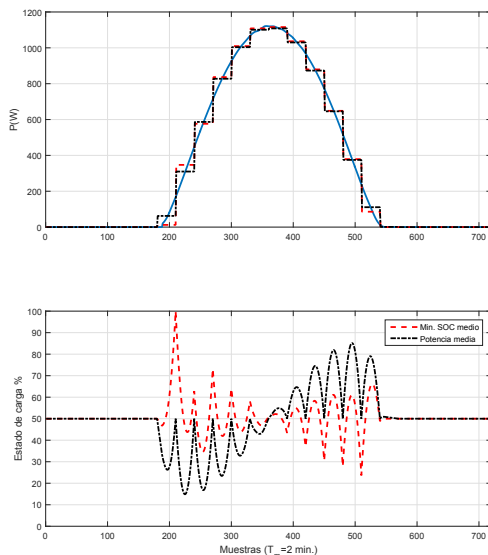 1200
1000
800
600
400
200
0
P(W)
0 100 200 300 400 500 600 700
100
90
80
70
60
50
40
30
20
10
0
Estado de carga %
Min. SOC medio
Potencia media
0 100 200 300 400 500 600 700
Muestras (T_=2 min.)